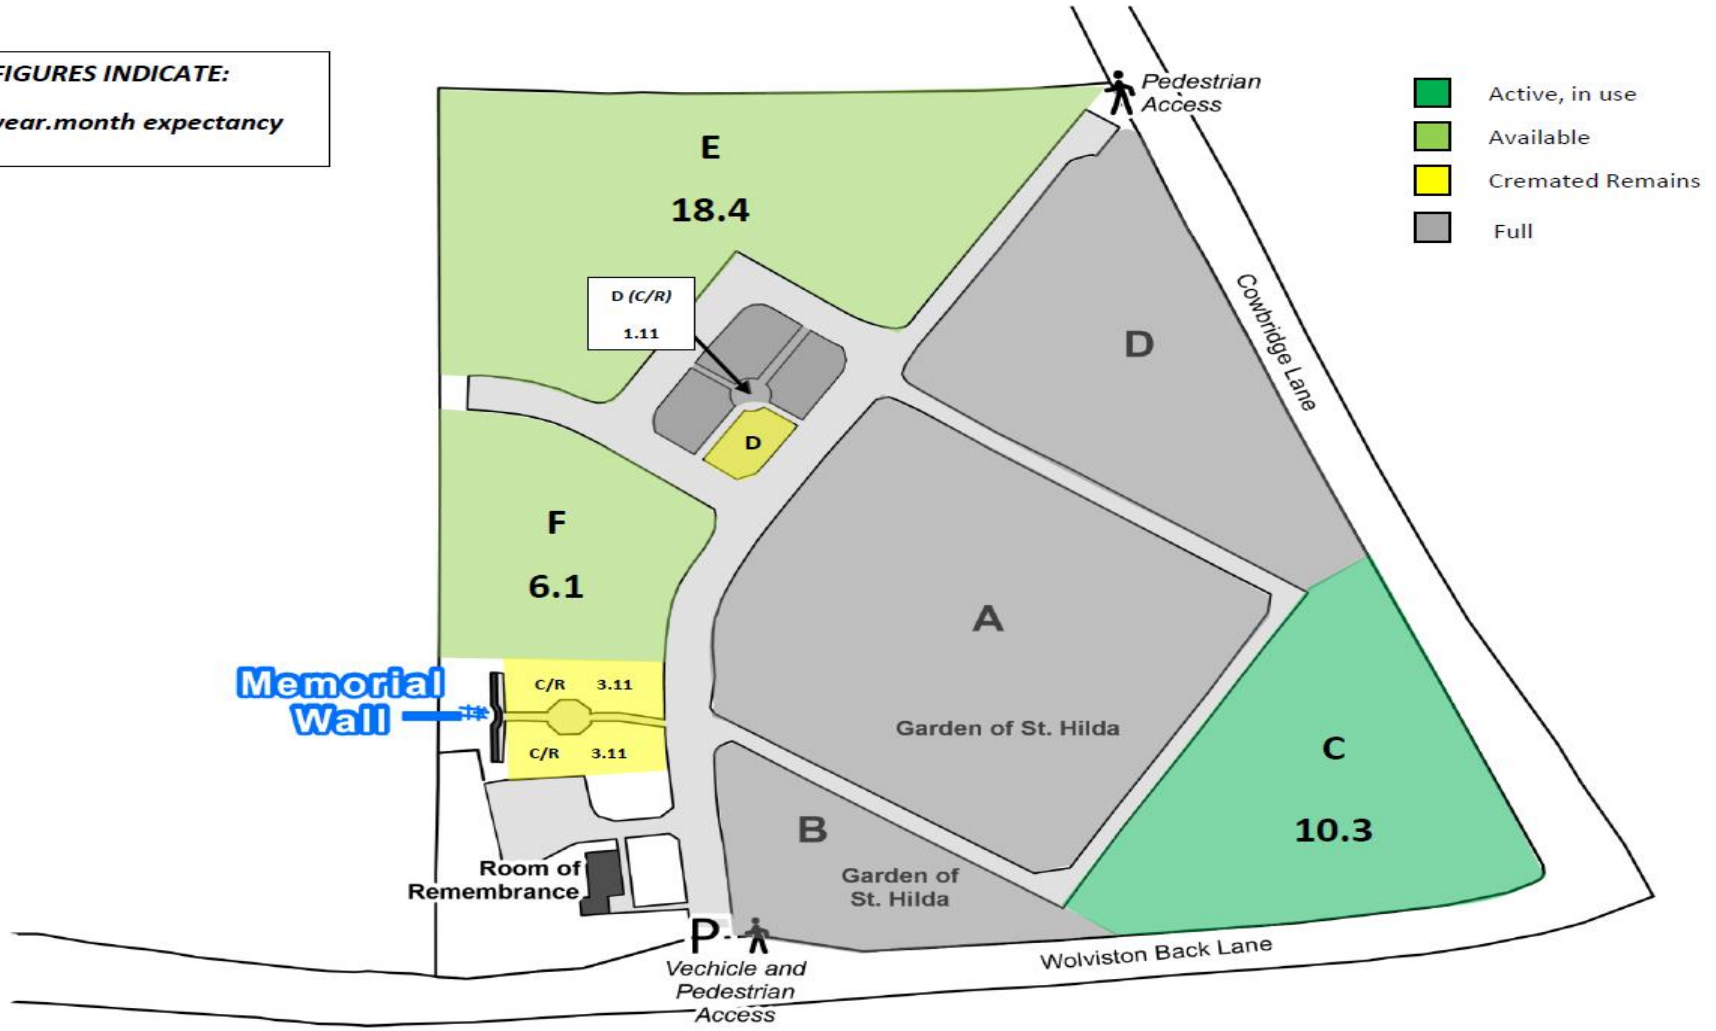 FIGURES INDICATE:
year.month expectancy
Pedestrian
Access
Active, in use
Available
Cremated Remains
Full
E
18.4
D (C/R)
1.11
D
D
Cowbridge Lane
F
6.1
A
Garden of St. Hilda
Memorial
Wall
C/R 3.11
C/R 3.11
C
10.3
B
Garden of
St. Hilda
Room of
Remembrance
P
Vechicle and
Pedestrian
Access
Wolviston Back Lane